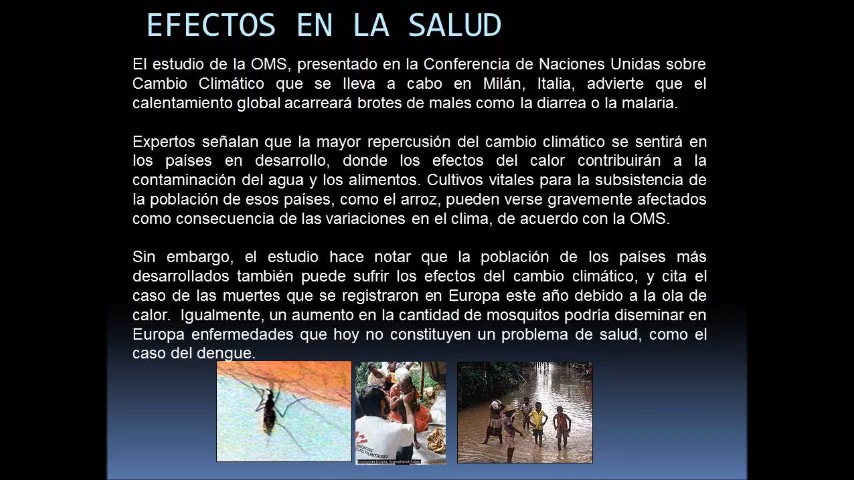 EFECTOS EN LA SALUD
El estudio de la OMS, presentado en la Conferencia de Naciones Unidas sobre
Cambio Climático que se lleva a cabo en Milán, Italia, advierte que el
calentamiento global acarreará brotes de males como la diarrea o la malaria.
Expertos señalan que la mayor repercusión del cambio climático se sentirá en
los países en desarrollo, donde los efectos del calor contribuirán a la
contaminación del agua y los alimentos. Cultivos vitales para la subsistencia de
la población de esos países, como el arroz, pueden verse gravemente afectados
como consecuencia de las variaciones en el clima, de acuerdo con la OMS.
Sin embargo, el estudio hace notar que la población de los países más
desarrollados también puede sufrir los efectos del cambio climático, y cita el
caso de las muertes que se registraron en Europa este año debido a la ola de
calor. Igualmente, un aumento en la cantidad de mosquitos podría diseminar en
Europa enfermedades que hoy no constituyen un problema de salud, como el
caso del dengue.